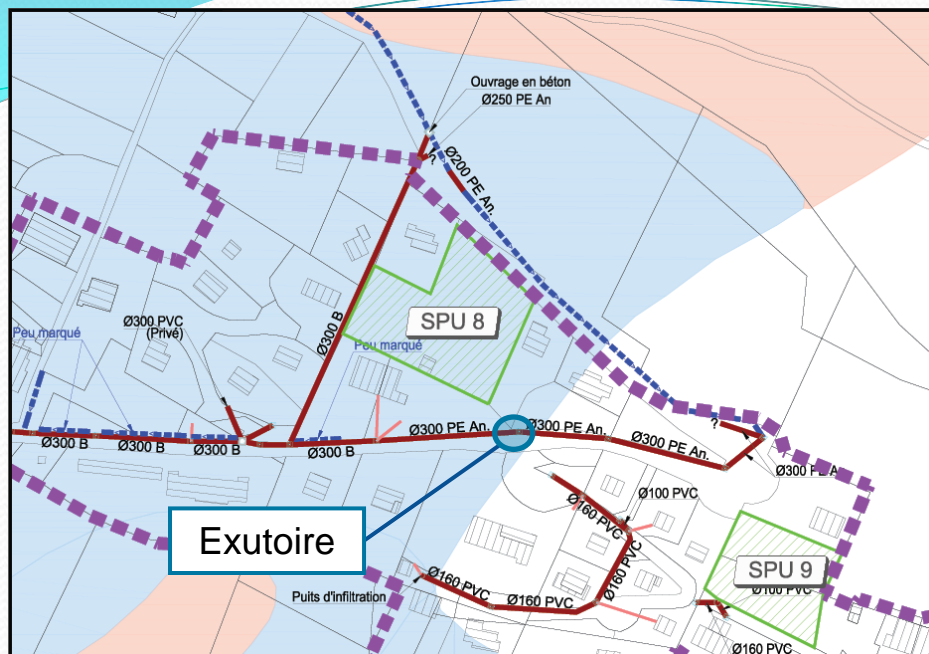 Ouvrage en béton
Ø250 PE An
?
Ø200 PE An.
SPU 8
Ø300 B
Ø300 PVC
(Privé)
Peu marqué
Peu marqué
Ø300 B
Ø300 B
Ø300 B
Ø300 B
Ø300 PE An.
Ø300 PE An.
Ø300 PE An.
?
Ø300 PE A
Exutoire
Ø160 PVC
Ø100 PVC
Ø160 PVC
SPU 9
Ø100 PVC
Puits d'infiltration
Ø160 PVC
Ø160 PVC
Ø160 PVC